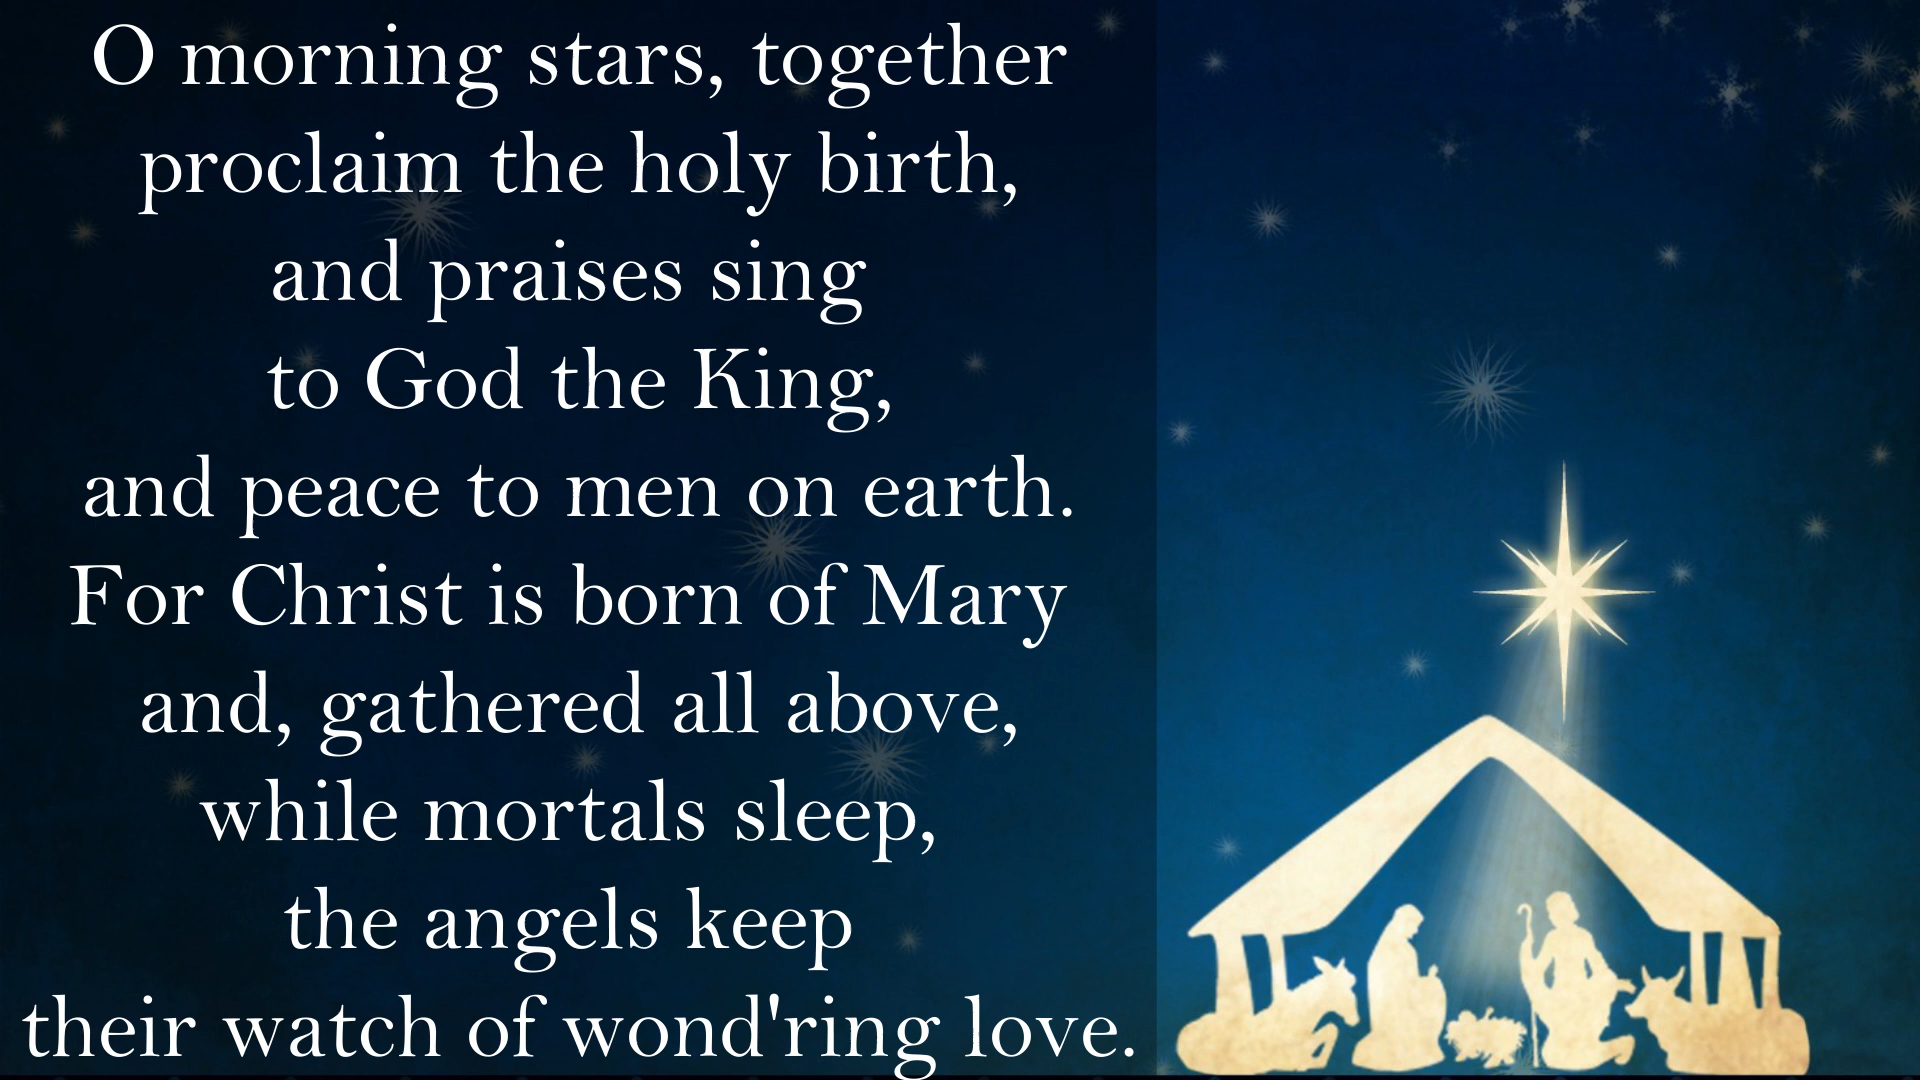 O morning stars, together
proclaim the holy birth,
and praises sing
to God the King,
and peace to men on earth.
For Christ is born of Mary
and, gathered all above,
while mortals sleep,
the angels keep
their watch of wond'ring love.